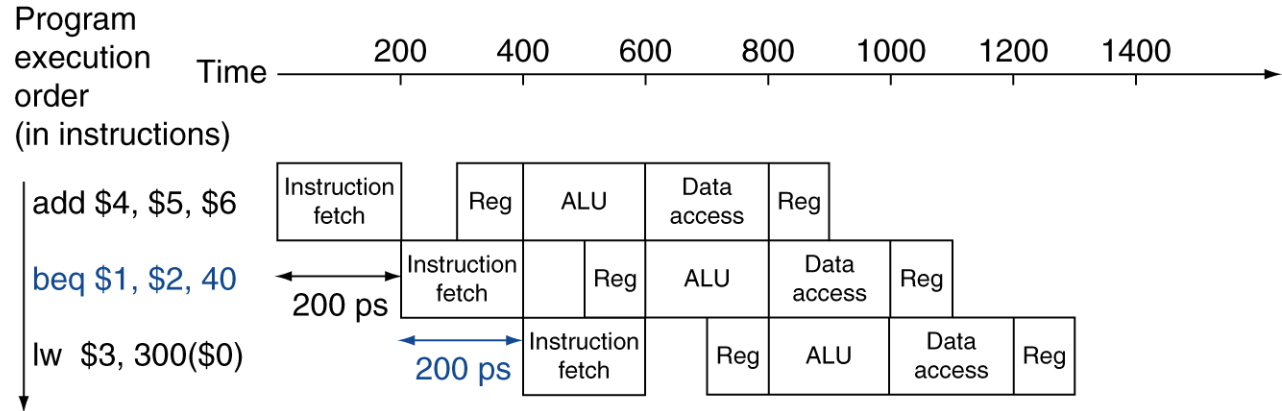 Program
execution
order
(in instructions)
Time
200 400 600 800 1000 1200 1400
add $4, $5, $6
Instruction
fetch
Reg
ALU
Data
access
Reg
beq $1, $2, 40
200 ps
Instruction
fetch
Reg
ALU
Data
access
Reg
lw $3, 300($0)
200 ps
Instruction
fetch
Reg
ALU
Data
access
Reg